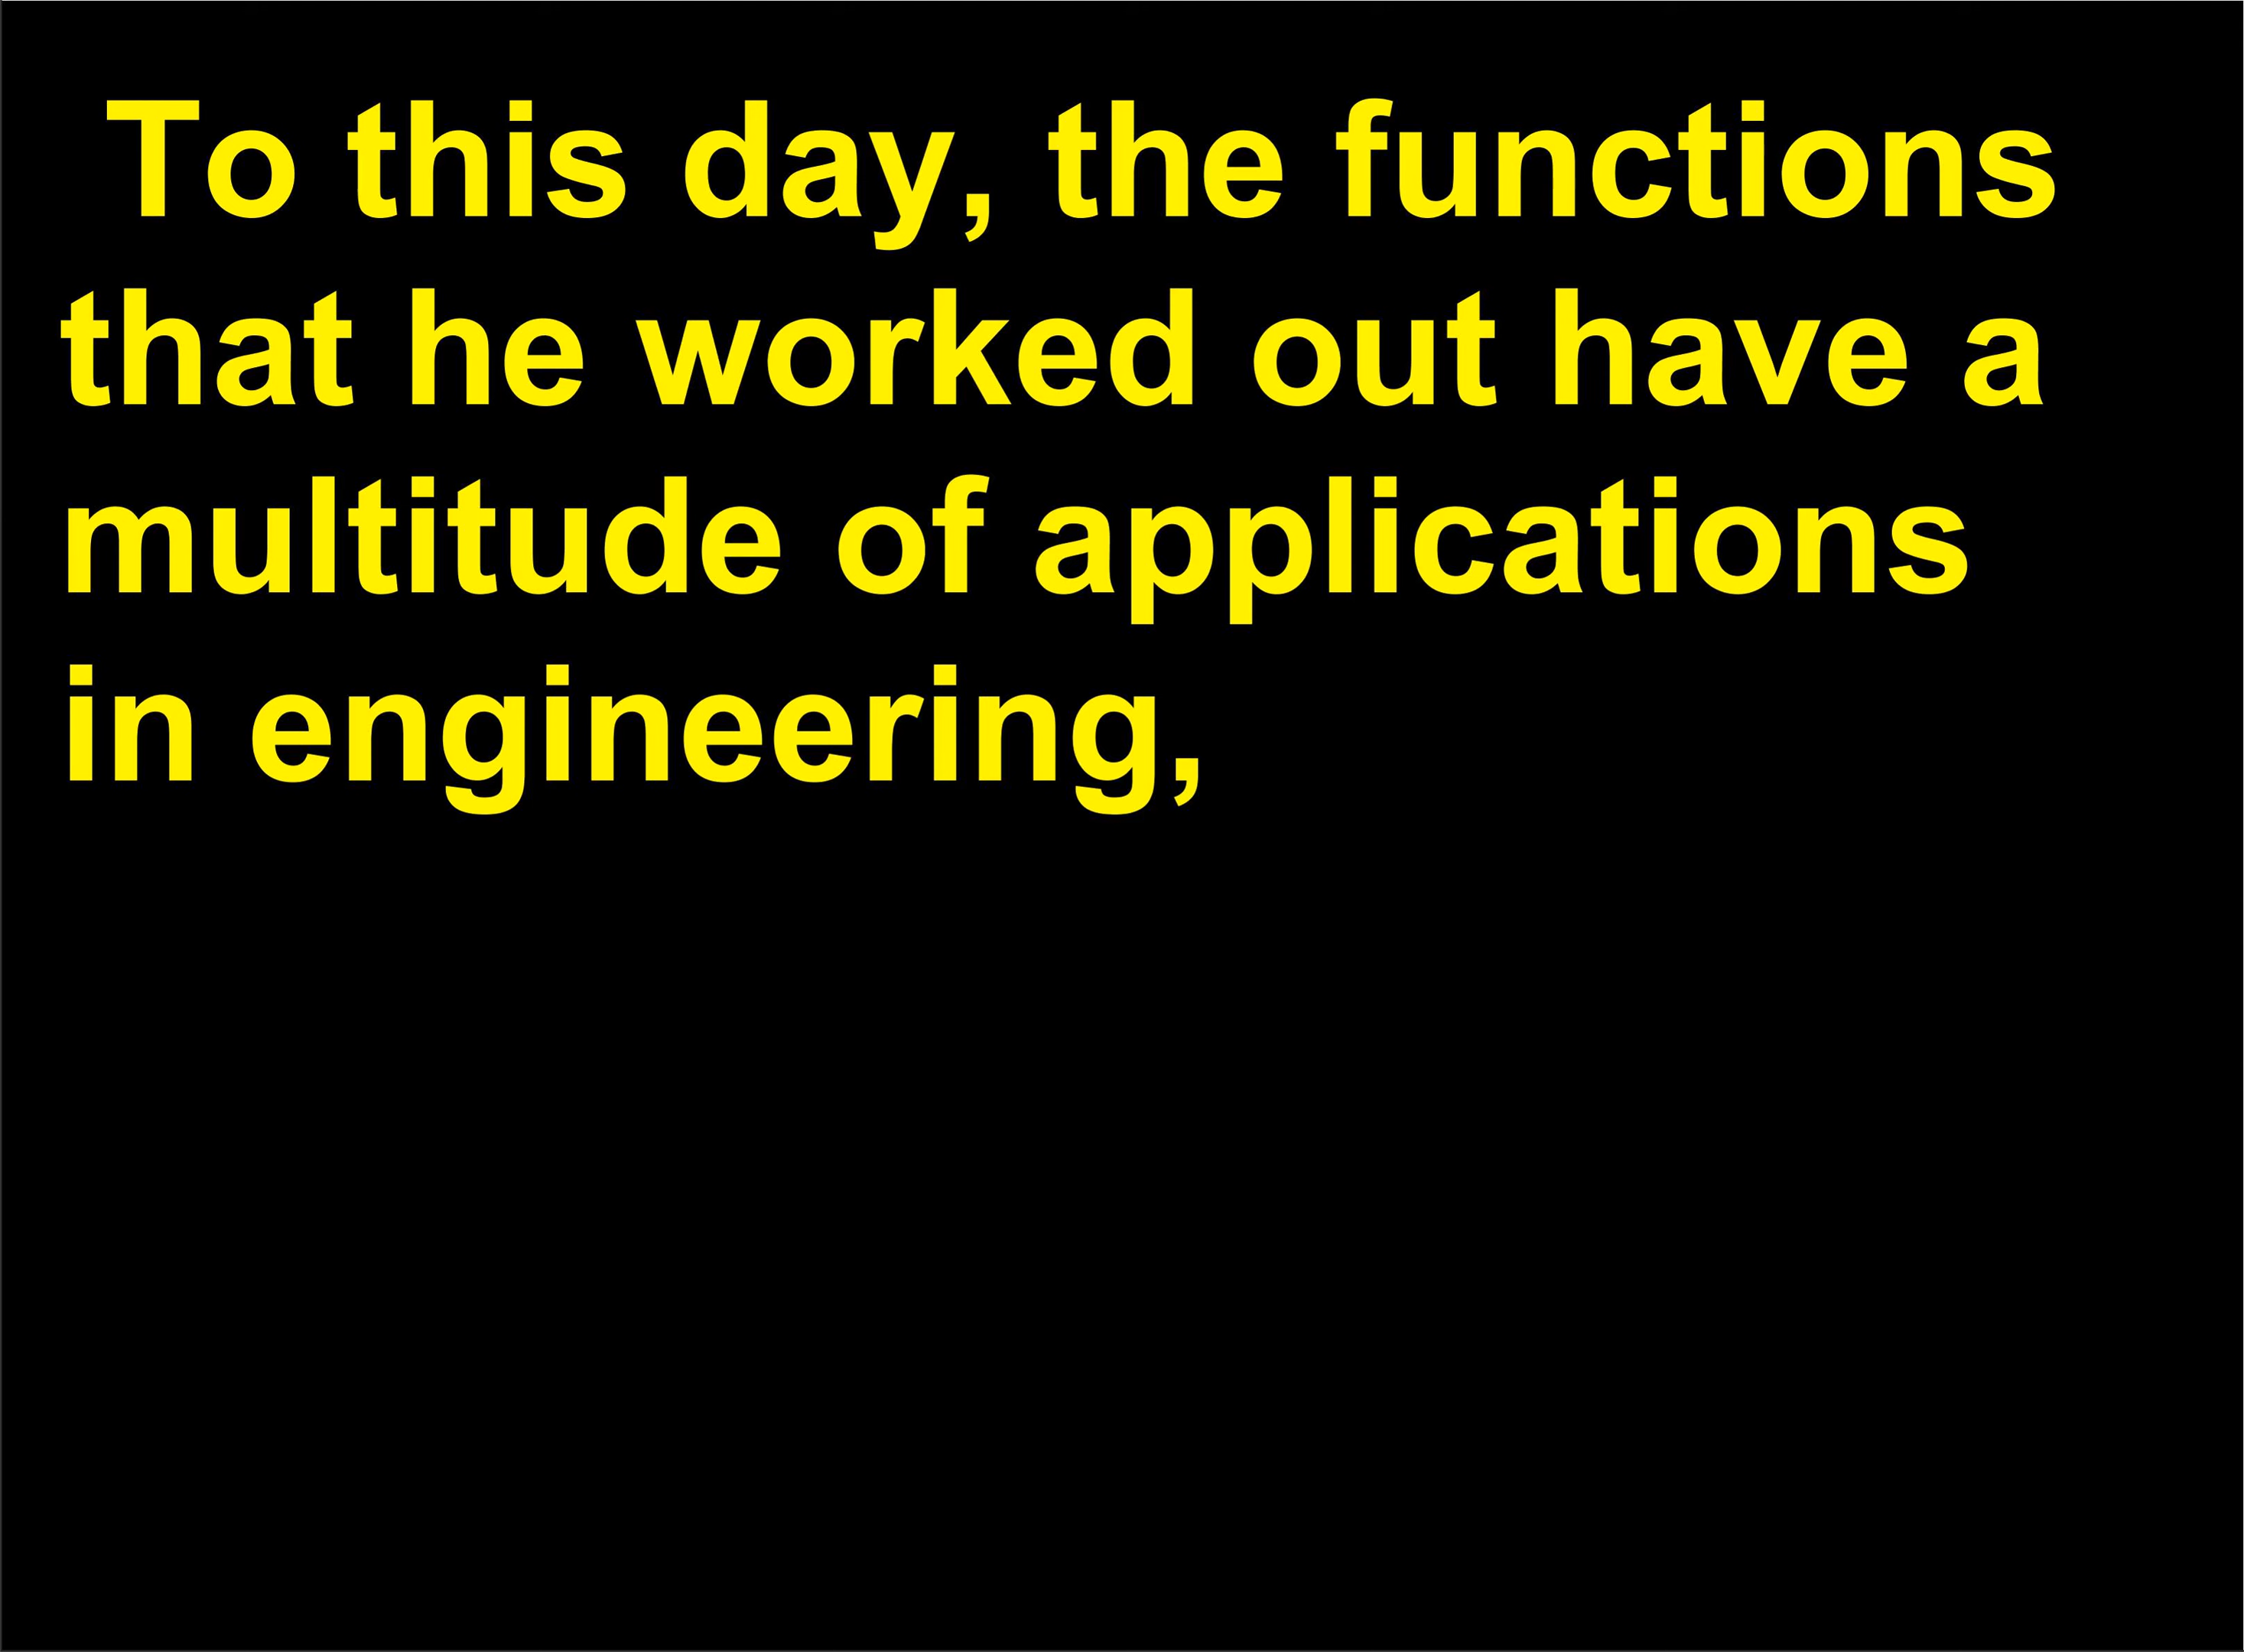 To this day, the functions
that he worked out have a
multitude of applications
in engineering,